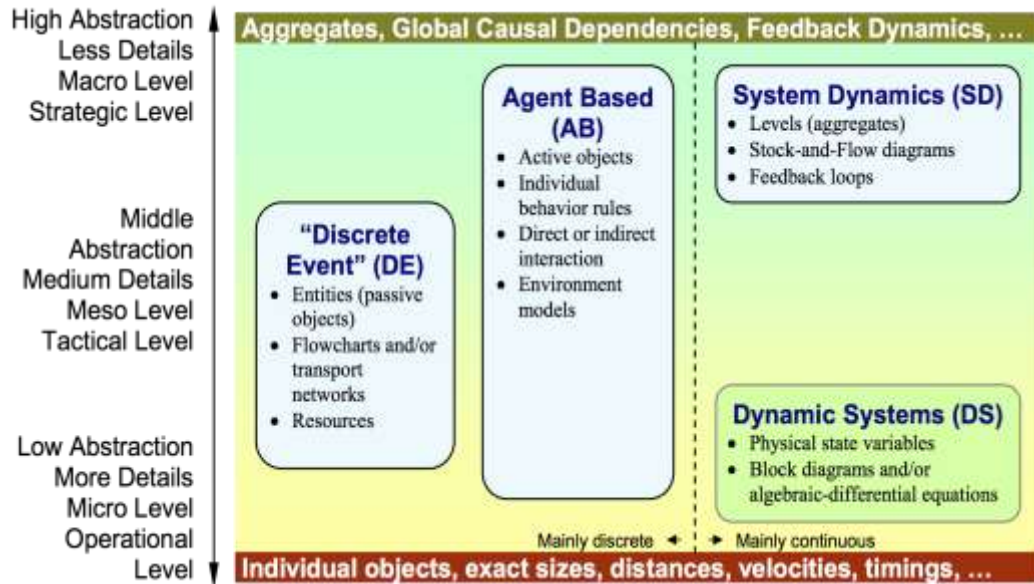 High Abstraction
Less Details
Macro Level
Strategic Level
Middle
Abstraction
Medium Details
Meso Level
Tactical Level
Low Abstraction
More Details
Micro Level
Operational
Level
Aggregates, Global Causal Dependencies, Feedback Dynamics, …
“Discrete
Event” (DE)
• Entities (passive
objects)
• Flowcharts and/or
transport
networks
• Resources
Agent Based
(AB)
• Active objects
• Individual
behavior rules
• Direct or indirect
interaction
• Environment
models
System Dynamics (SD)
• Levels (aggregates)
• Stock-and-Flow diagrams
• Feedback loops
Dynamic Systems (DS)
• Physical state variables
• Block diagrams and/or
algebraic-differential equations
Mainly discrete
Mainly continuous
Individual objects, exact sizes, distances, velocities, timings, …